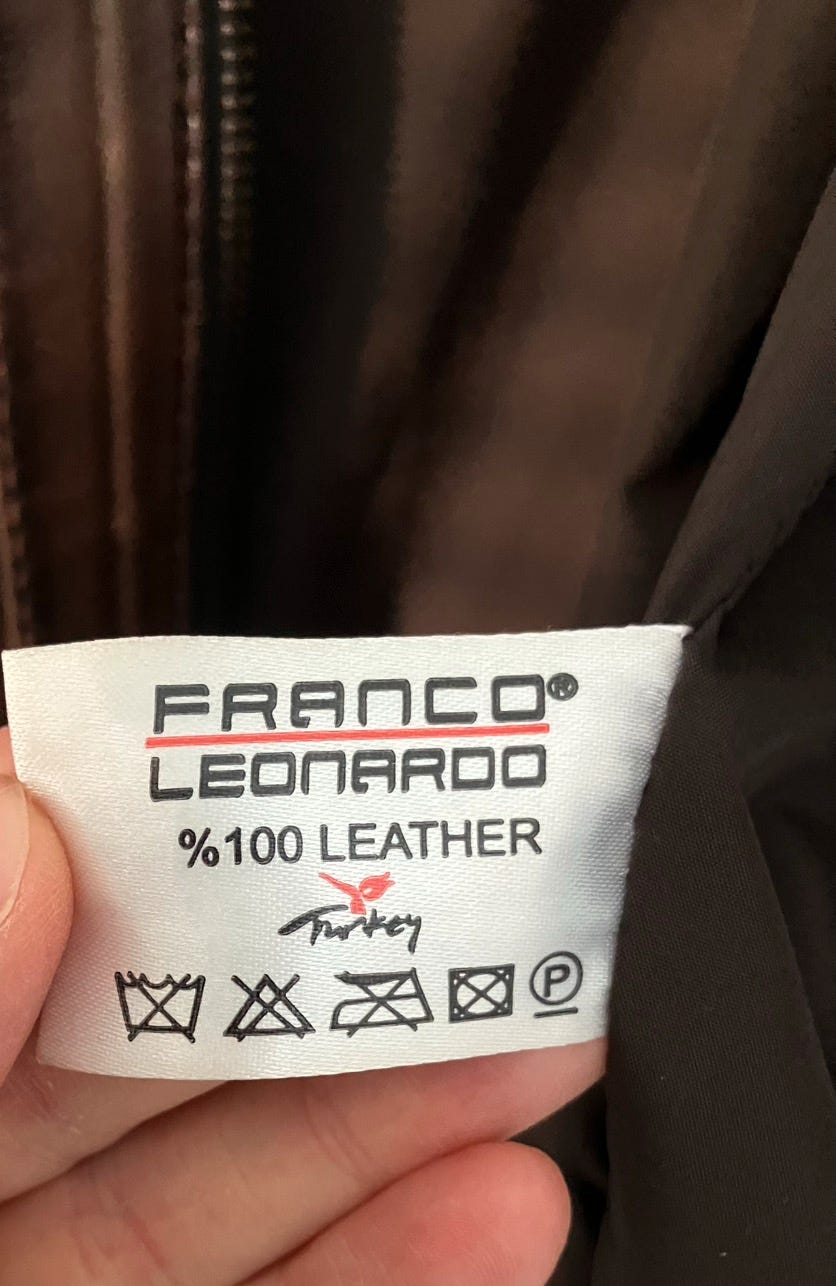 FRANCO®
LEONARDO
%100 LEATHER
Turkey
P